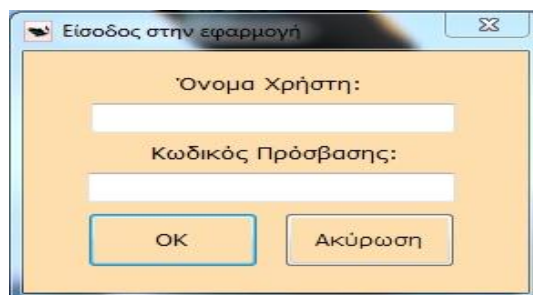 Είσοδος στην εφαρμογή
Όνομα Χρήστη:
Κωδικός Πρόσβασης:
OK
Ακύρωση